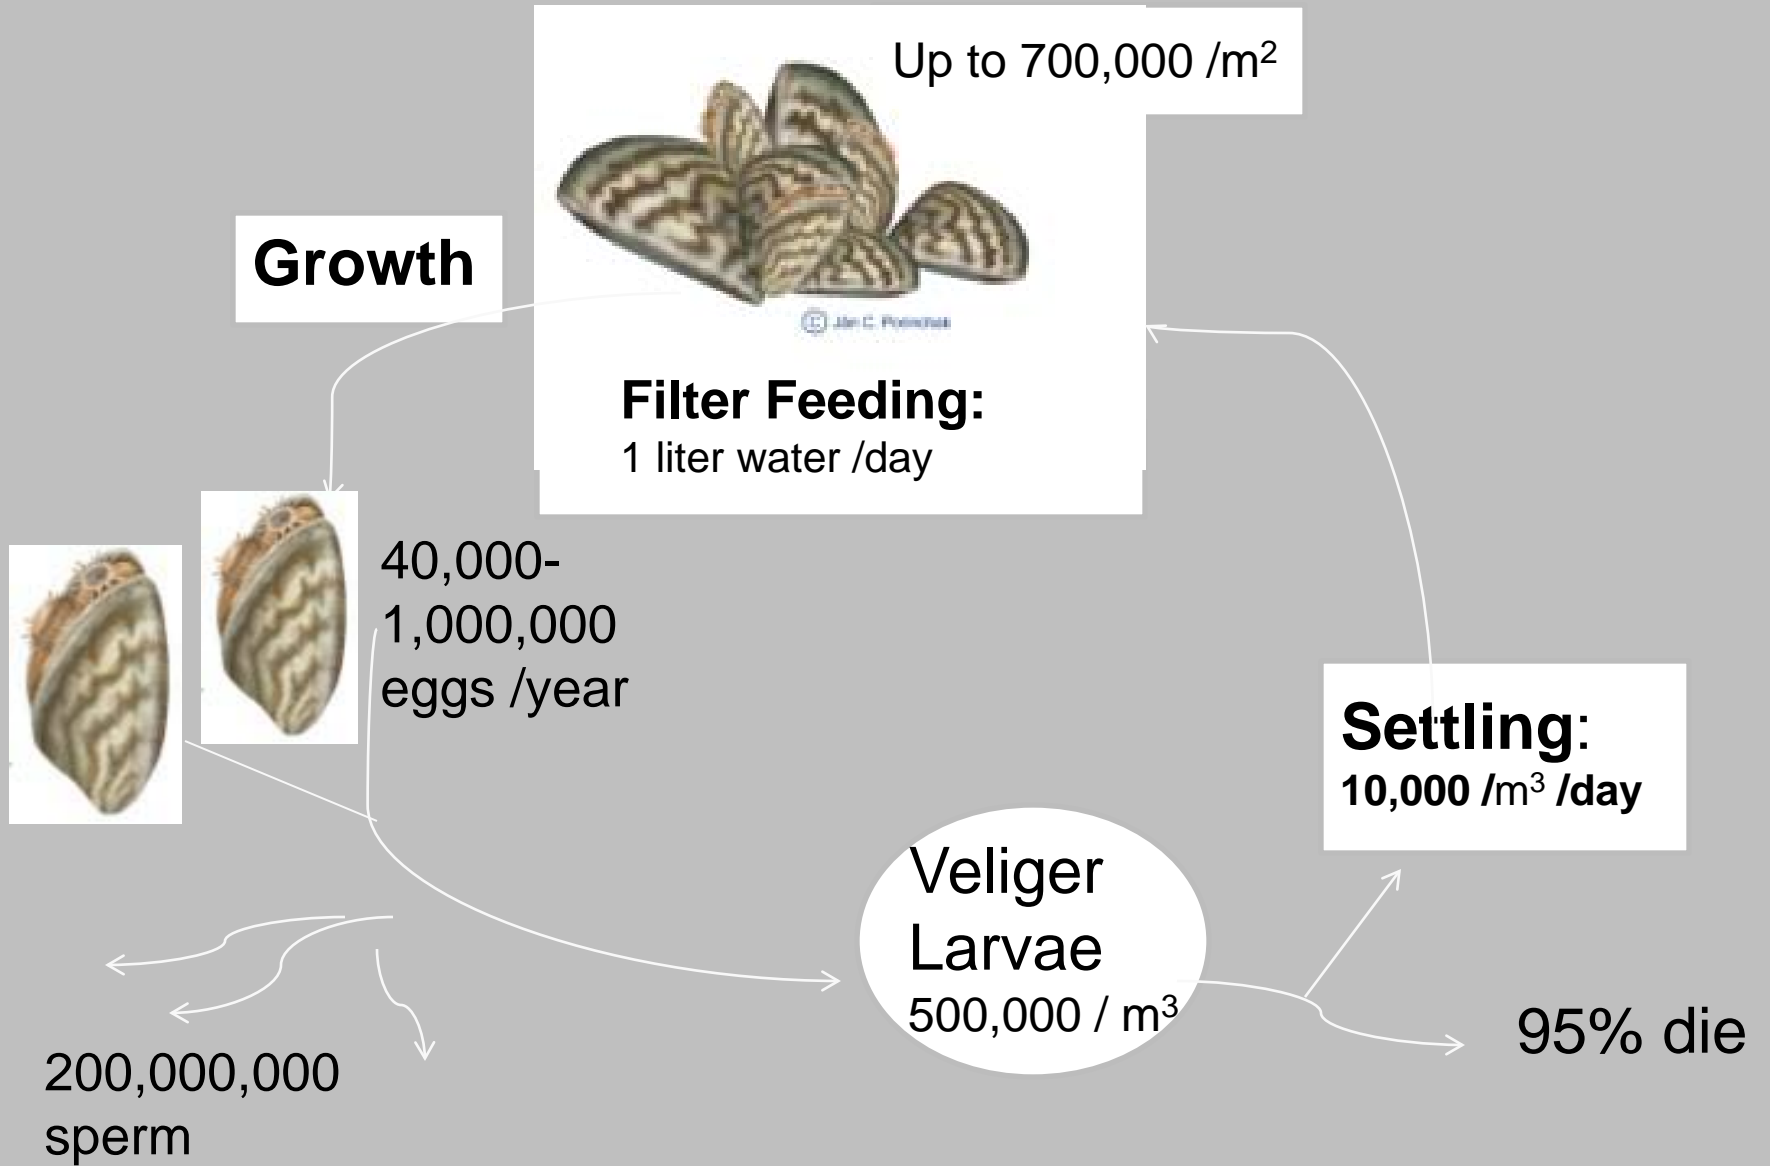 Up to 700,000 /m²
Growth
Filter Feeding:
1 liter water /day
40,000-
1,000,000
eggs /year
Settling:
10,000 /m³ /day
Veliger
Larvae
500,000 / m³
95% die
200,000,000
sperm